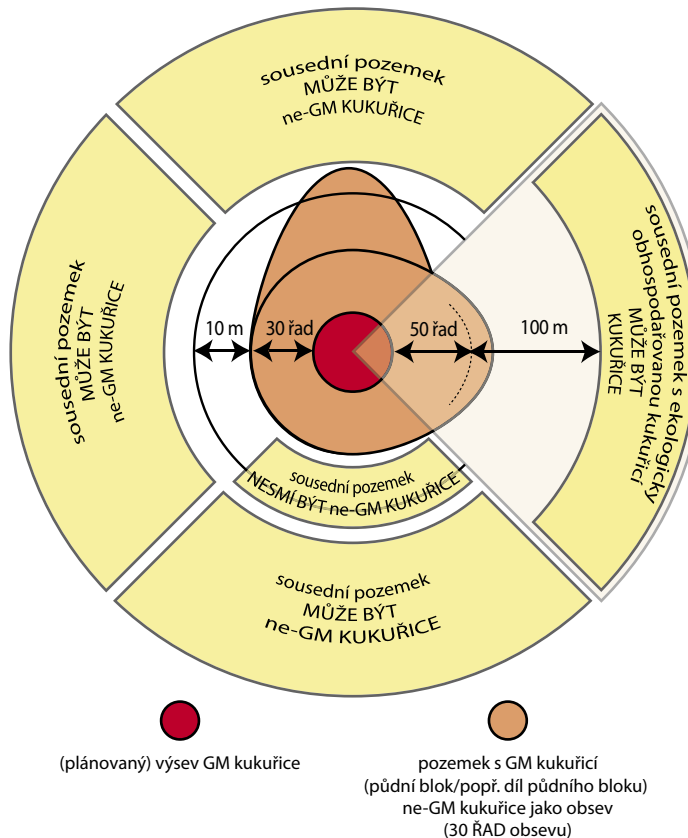 sousední pozemek
MŮŽE BÝT
ne-GM KUKUŘICE
sousední pozemek
MŮŽE BÝT
ne-GM KUKUŘICE
sousední pozemek s ekologicky
obhospodařovanou kukuřicí
MŮŽE BÝT
KUKUŘICE
10 m
30 řad
50 řad
100 m
sousední pozemek
NESMÍ BÝT ne-GM KUKUŘICE
sousední pozemek
MŮŽE BÝT
ne-GM KUKUŘICE
(plánovaný) výsev GM kukuřice
pozemek s GM kukuřicí
(půdní blok/popř. díl půdního bloku)
ne-GM kukuřice jako obsev
(30 ŘAD obsevu)